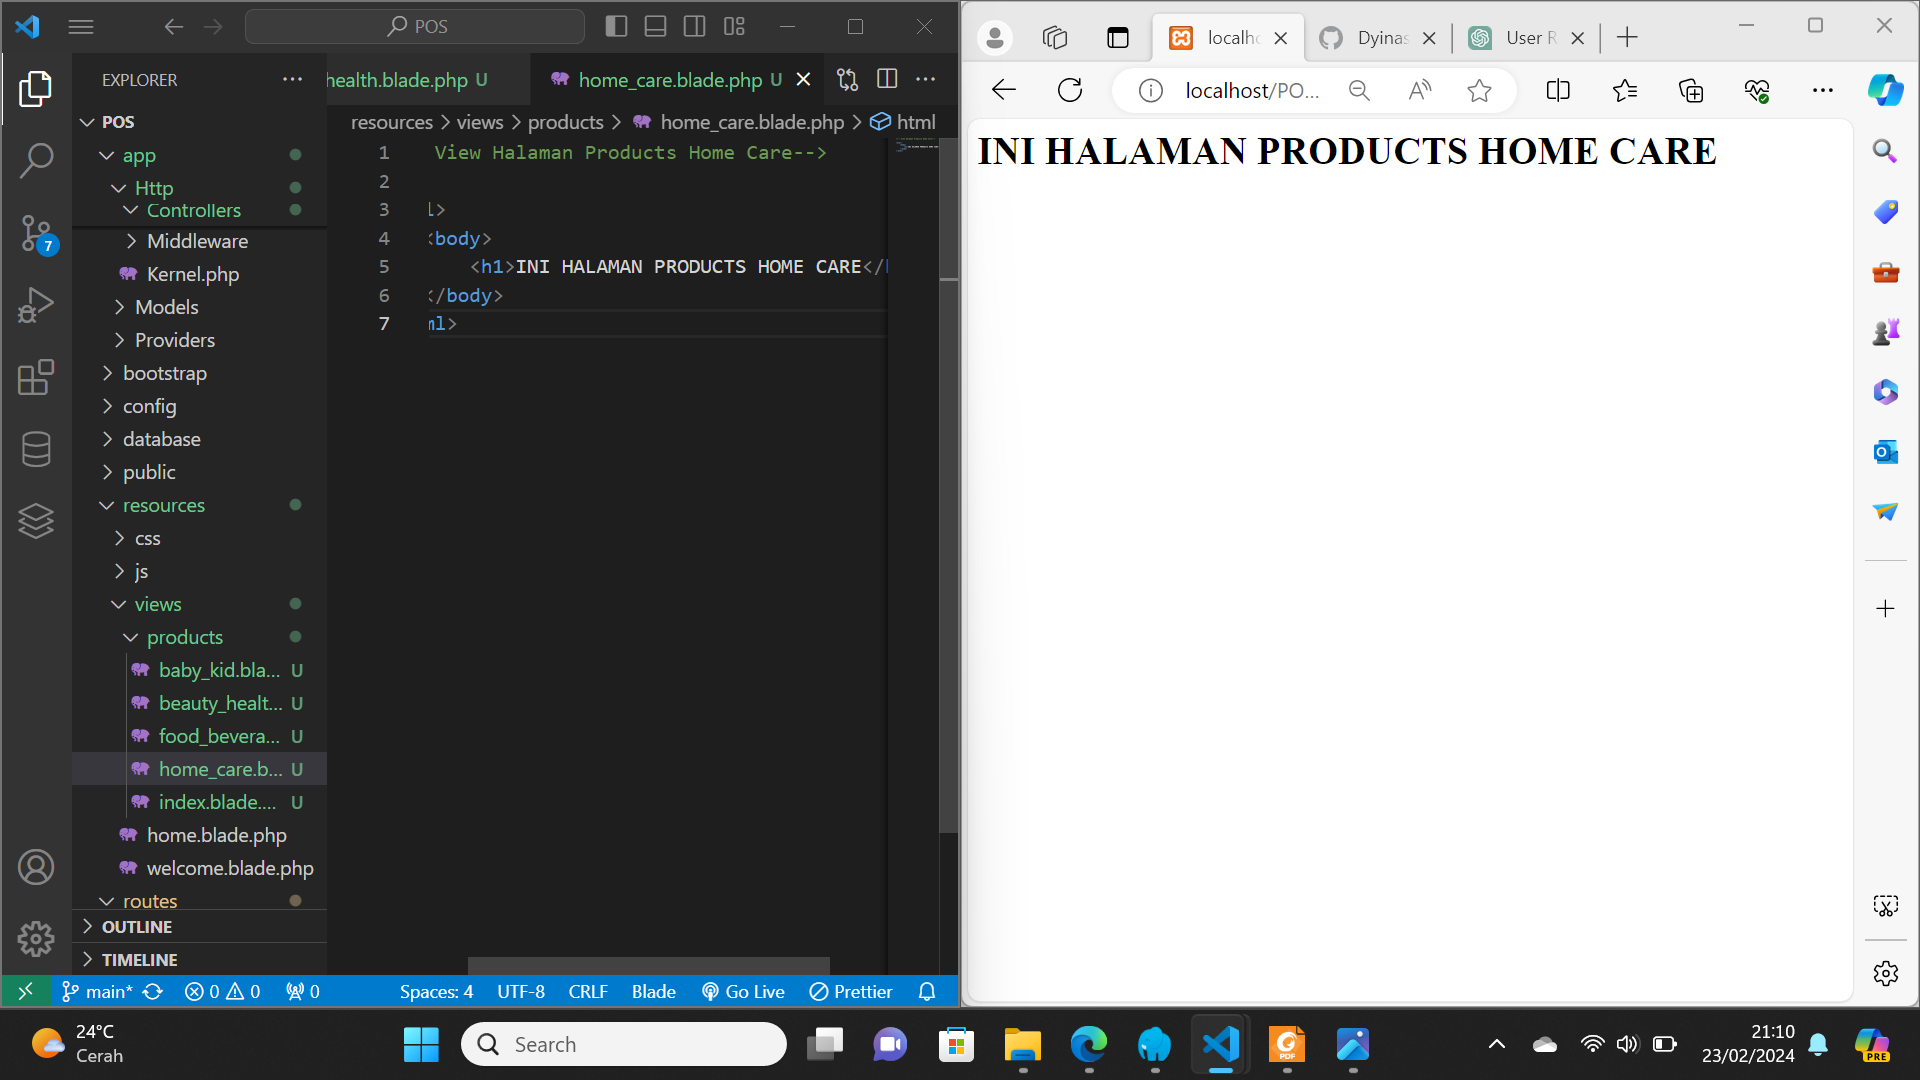 POS
EXPLORER
health.blade.php U
home_care.blade.php U
POS
resources > views > products > home_care.blade.php > html
app
Http
Controllers
Middleware
Kernel.php
Models
Providers
bootstrap
config
database
public
resources
css
js
views
products
baby_kid.bla... U
beauty_healt... U
food_bevera... U
home_care.b... U
index.blade.... U
home.blade.php
welcome.blade.php
routes
OUTLINE
TIMELINE
7
1 View Halaman Products Home Care-->
2
3 l>
4 <body>
5 <h1>INI HALAMAN PRODUCTS HOME CARE</
6 </body>
7 ml>
main* 0 0 0 Spaces: 4 UTF-8 CRLF Blade Go Live Prettier
localho
Dyinas
User R
localhost/PO...
INI HALAMAN PRODUCTS HOME CARE
24°C
Cerah
Search
PDF
21:10
23/02/2024
PRE